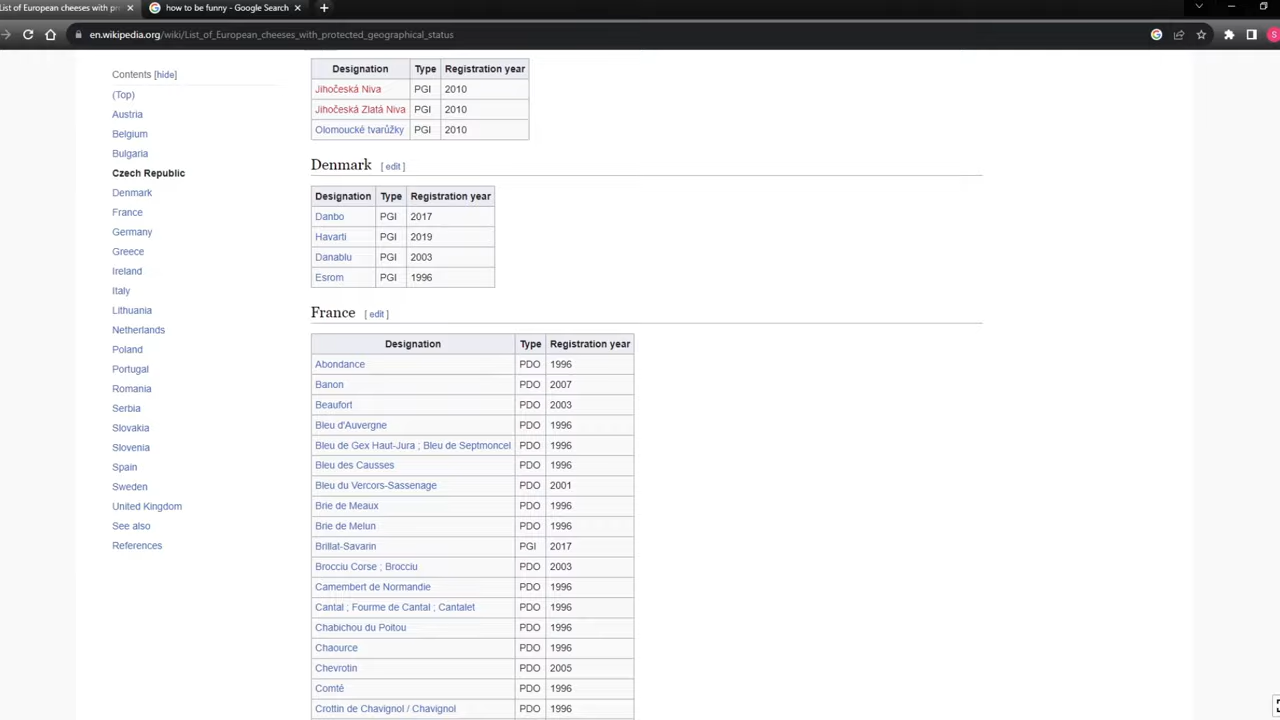 List of European cheeses with pro
how to be funny - Google Search
en.wikipedia.org/wiki/List_of_European_cheeses_with_protected_geographical_status
S
Contents [hide]
(Top)
Austria
Belgium
Bulgaria
Czech Republic
Denmark
France
Germany
Greece
Ireland
Italy
Lithuania
Netherlands
Poland
Portugal
Romania
Serbia
Slovakia
Slovenia
Spain
Sweden
United Kingdom
See also
References
Designation Type Registration year
Jihočeská Niva PGI 2010
Jihočeská Zlatá Niva PGI 2010
Olomoucké tvarůžky PGI 2010
Denmark [ edit ]
Designation Type Registration year
Danbo PGI 2017
Havarti PGI 2019
Danablu PGI 2003
Esrom PGI 1996
France [ edit ]
Designation Type Registration year
Abondance PDO 1996
Banon PDO 2007
Beaufort PDO 2003
Bleu d'Auvergne PDO 1996
Bleu de Gex Haut-Jura ; Bleu de Septmoncel PDO 1996
Bleu des Causses PDO 1996
Bleu du Vercors-Sassenage PDO 2001
Brie de Meaux PDO 1996
Brie de Melun PDO 1996
Brillat-Savarin PGI 2017
Brocciu Corse ; Brocciu PDO 2003
Camembert de Normandie PDO 1996
Cantal ; Fourme de Cantal ; Cantalet PDO 1996
Chabichou du Poitou PDO 1996
Chaource PDO 1996
Chevrotin PDO 2005
Comté PDO 1996
Crottin de Chavignol / Chavignol PDO 1996